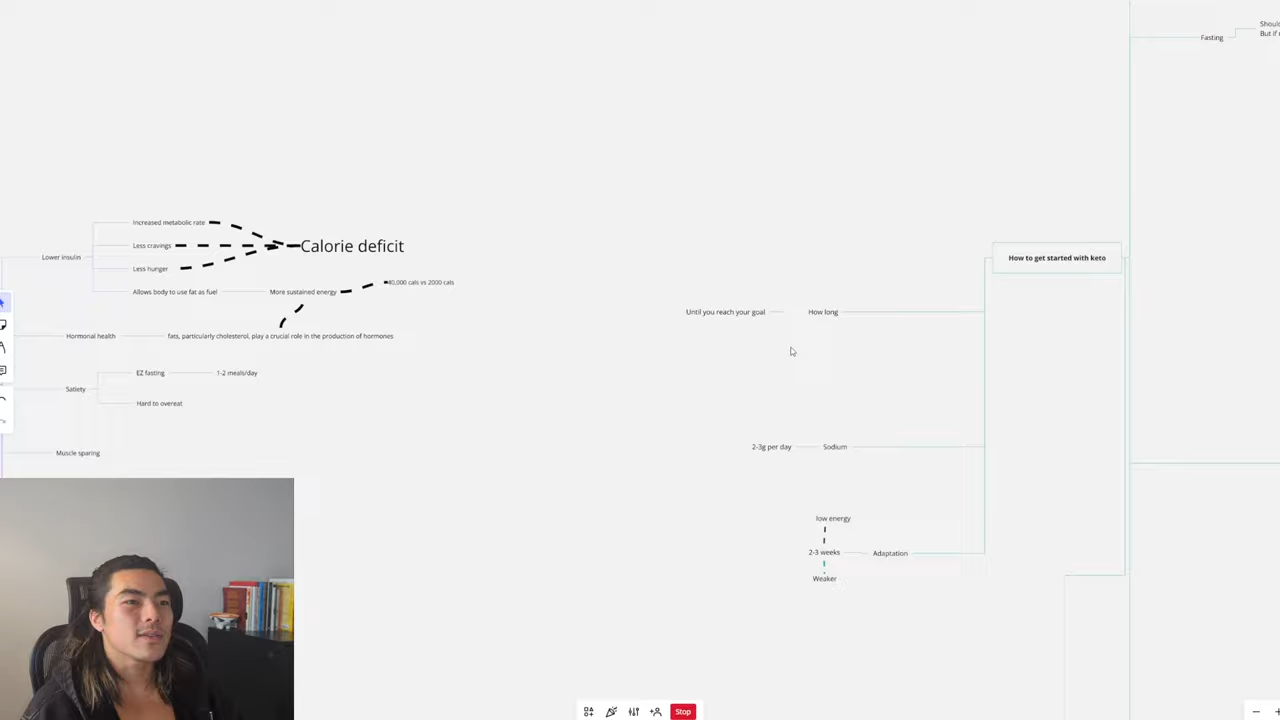 Shoul
But if
Fasting
Increased metabolic rate
Less cravings
Calorie deficit
Lower insulin
Less hunger
Allows body to use fat as fuel
More sustained energy
40,000 cals vs 2000 cals
Hormonal health
fats, particularly cholesterol, play a crucial role in the production of hormones
Satiety
EZ fasting
1-2 meals/day
Hard to overeat
Muscle sparing
How to get started with keto
Until you reach your goal
How long
2-3g per day
Sodium
low energy
2-3 weeks
Adaptation
Weaker
Stop